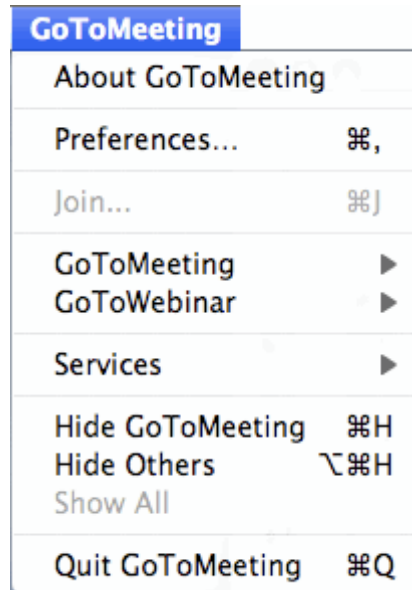 GoToMeeting
About GoToMeeting
Preferences... ⌘,
Join... ⌘J
GoToMeeting ▶
GoToWebinar ▶
Services ▶
Hide GoToMeeting ⌘H
Hide Others ⌥⌘H
Show All
Quit GoToMeeting ⌘Q